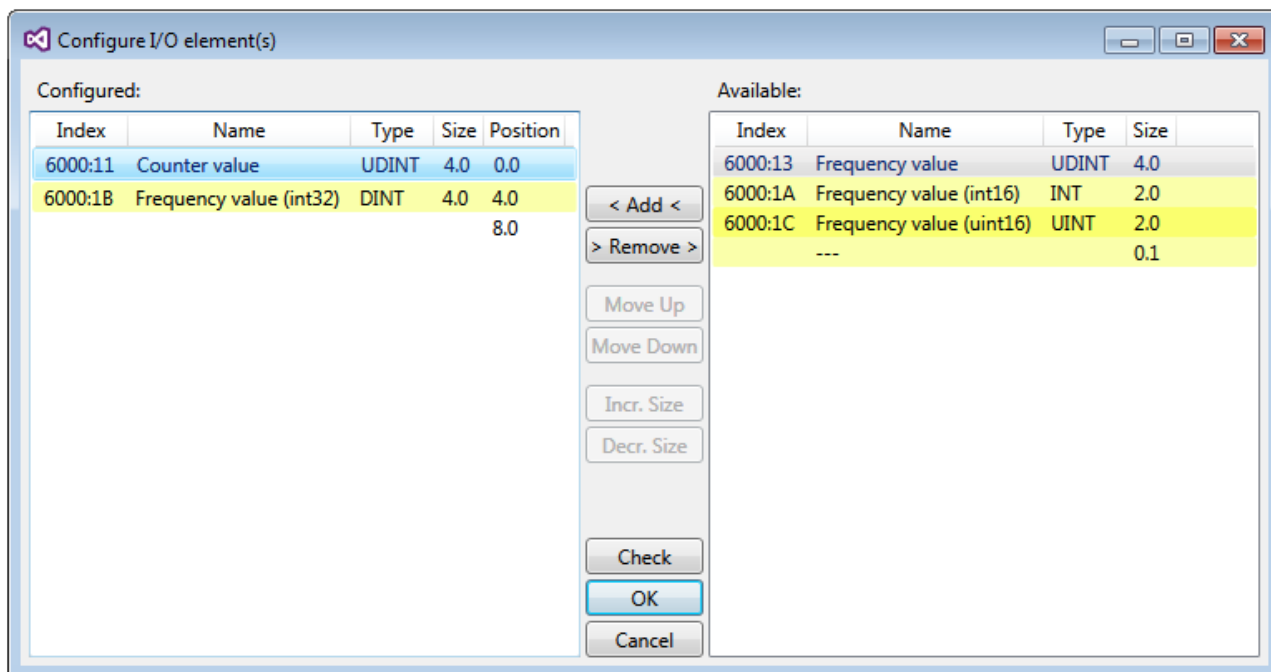 Configure I/O element(s)
Configured:
Index Name Type Size Position
6000:11 Counter value UDINT 4.0 0.0
6000:1B Frequency value (int32) DINT 4.0 4.0
8.0
< Add <
> Remove >
Move Up
Move Down
Incr. Size
Decr. Size
Check
OK
Cancel
Available:
Index Name Type Size
6000:13 Frequency value UDINT 4.0
6000:1A Frequency value (int16) INT 2.0
6000:1C Frequency value (uint16) UINT 2.0
--- 0.1